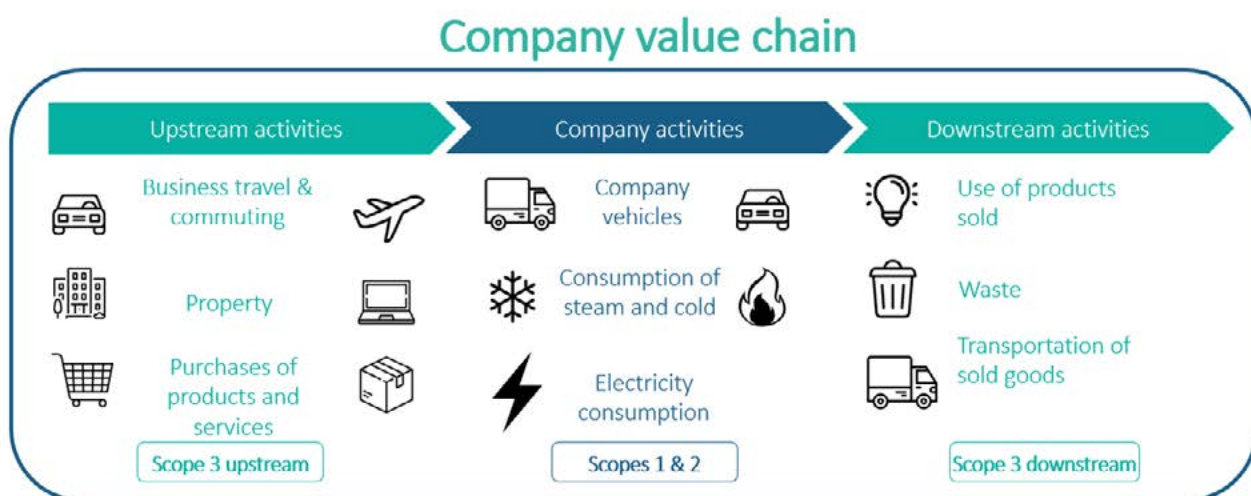 Company value chain
Upstream activities
Company activities
Downstream activities
Business travel &
commuting
Property
Purchases of
products and
services
Scope 3 upstream
Company
vehicles
Consumption of
steam and cold
Electricity
consumption
Scopes 1 & 2
Use of products
sold
Waste
Transportation of
sold goods
Scope 3 downstream